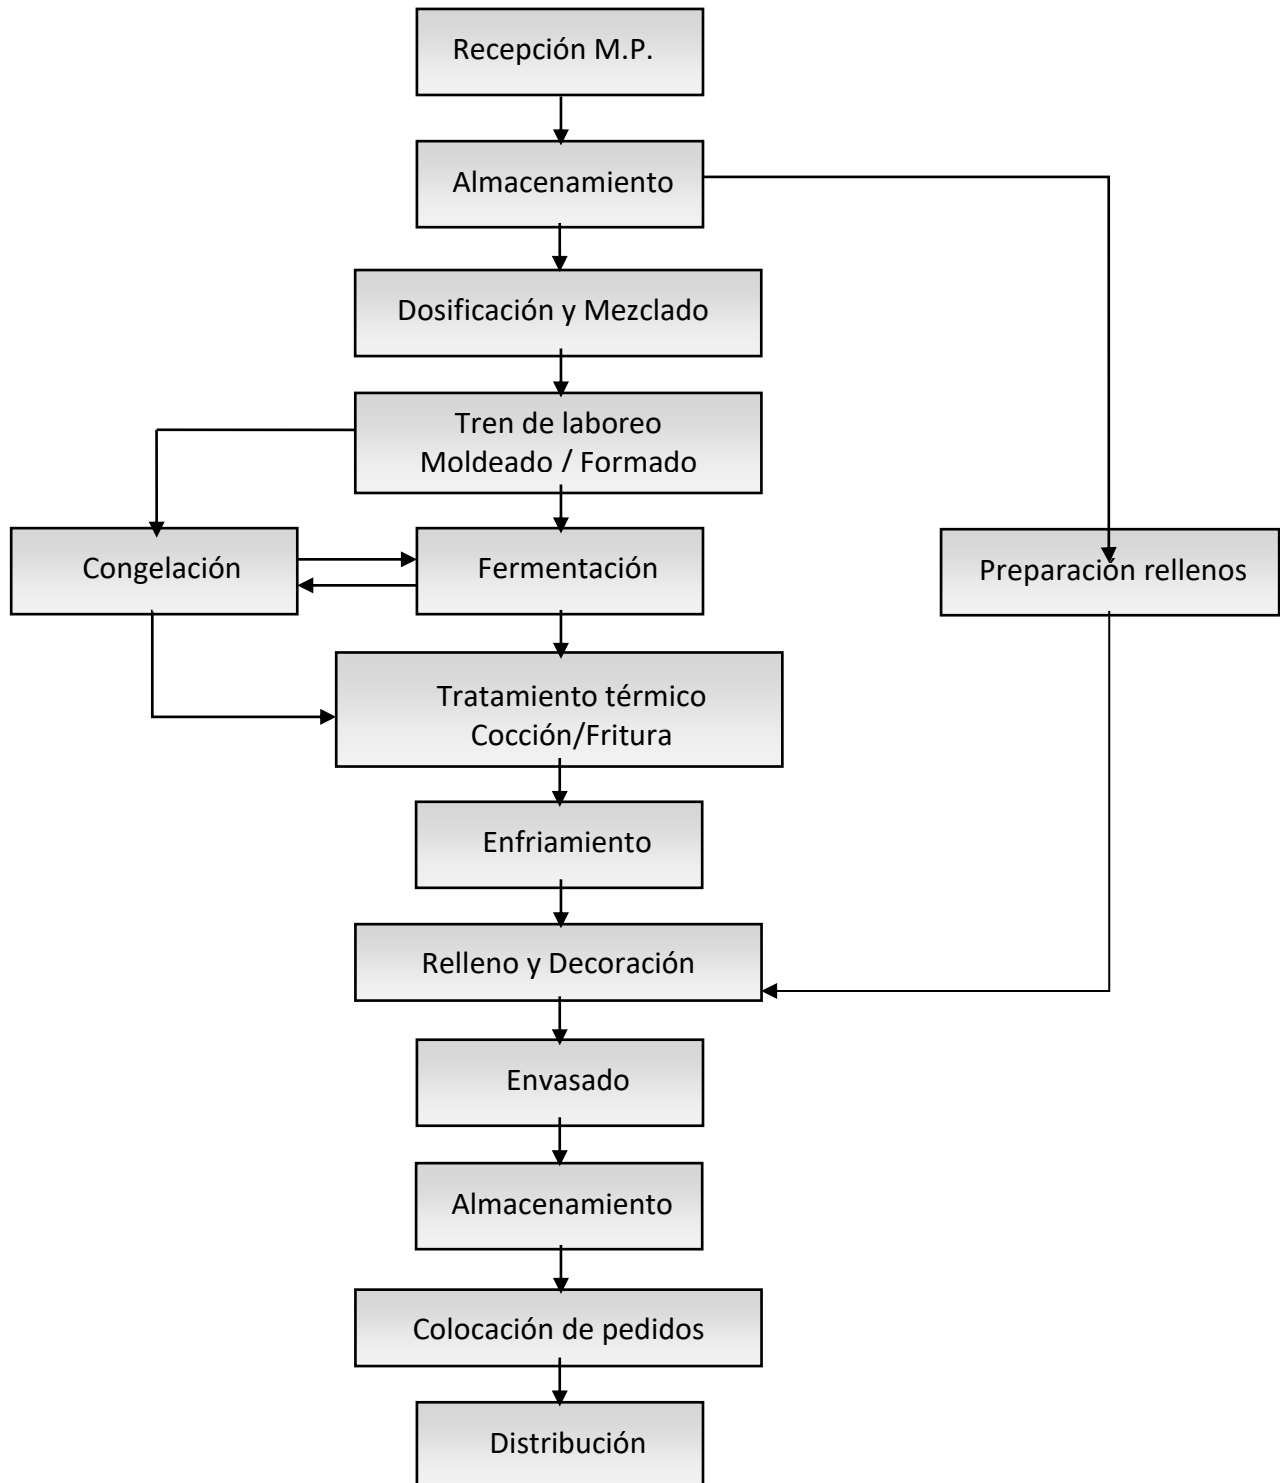 Recepción M.P.
Almacenamiento
Dosificación y Mezclado
Tren de laboreo
Moldeado / Formado
Congelación
Fermentación
Preparación rellenos
Tratamiento térmico
Cocción/Fritura
Enfriamiento
Relleno y Decoración
Envasado
Almacenamiento
Colocación de pedidos
Distribución